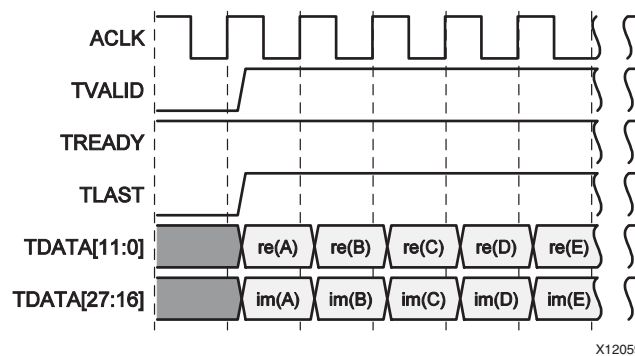 ACLK
TVALID
TREADY
TLAST
TDATA[11:0] re(A) re(B) re(C) re(D) re(E)
TDATA[27:16] im(A) im(B) im(C) im(D) im(E)